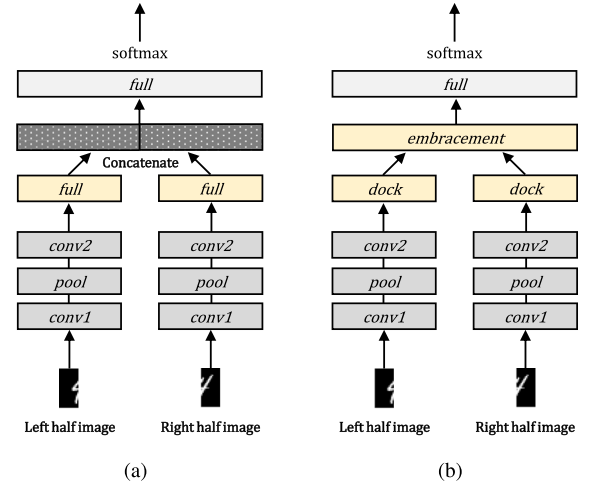 softmax
full
Concatenate
full full
conv2 conv2
pool pool
conv1 conv1
Left half image Right half image
(a)
softmax
full
embracement
dock dock
conv2 conv2
pool pool
conv1 conv1
Left half image Right half image
(b)